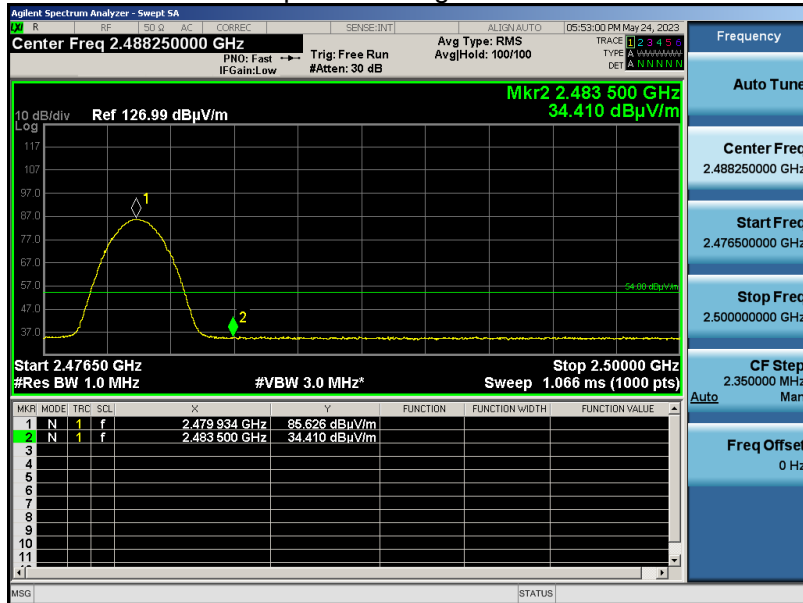 Agilent Spectrum Analyzer - Swept SA
LXI R RF 50 Ω AC CORREC SENSE:INT ALIGN AUTO 05:53:00 PM May 24, 2023
Center Freq 2.488250000 GHz
PNO: Fast
IFGain:Low
Trig: Free Run
#Atten: 30 dB
Avg Type: RMS
Avg|Hold: 100/100
TRACE 1 2 3 4 5 6
TYPE A
DET A N N N N N
Mkr2 2.483 500 GHz
34.410 dBµV/m
10 dB/div Ref 126.99 dBµV/m
Log
117
107
97.0
87.0
77.0
67.0
57.0
47.0
37.0
1
2
54.00 dBµV/m
Start 2.47650 GHz Stop 2.50000 GHz
#Res BW 1.0 MHz #VBW 3.0 MHz* Sweep 1.066 ms (1000 pts)
MKR MODE TRC SCL X Y FUNCTION FUNCTION WIDTH FUNCTION VALUE
1 N 1 f 2.479 934 GHz 85.626 dBµV/m
2 N 1 f 2.483 500 GHz 34.410 dBµV/m
3
4
5
6
7
8
9
10
11
MSG STATUS
Frequency
Auto Tune
Center Freq
2.488250000 GHz
Start Freq
2.476500000 GHz
Stop Freq
2.500000000 GHz
CF Step
2.350000 MHz
Auto Man
Freq Offset
0 Hz